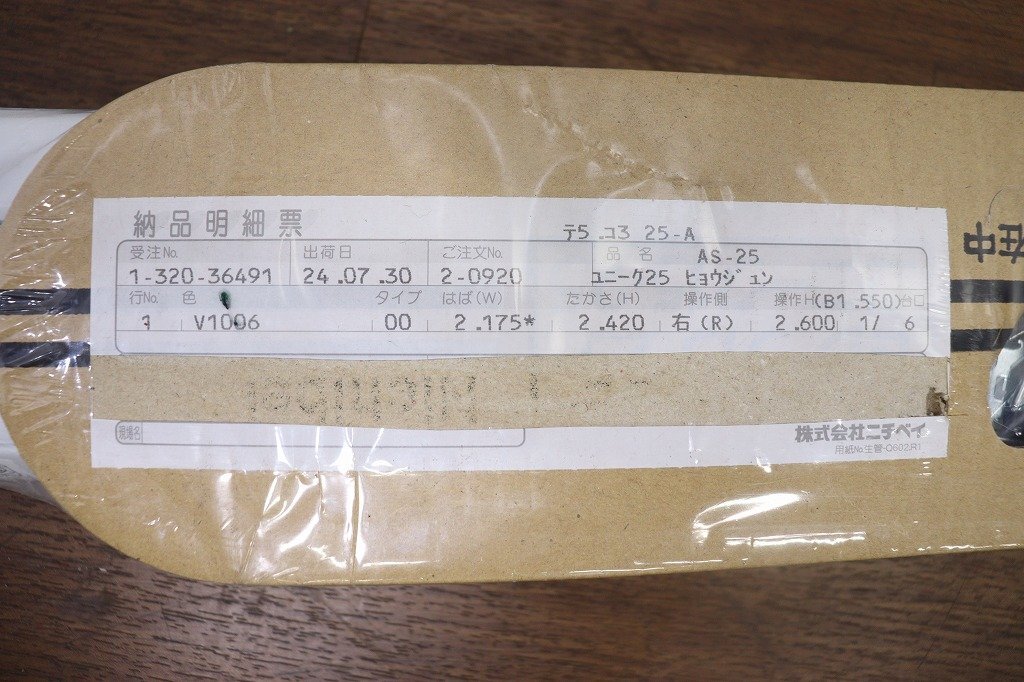 納品明細票
テ5.コ3 25-A
受注No. 出荷日 ご注文No. 品名 AS-25
1-320-36491 24.07.30 2-0920 ユニーク25 ヒョウジュン
行No. 色 タイプ はば(W) たかさ(H) 操作側 操作H(B1.550)台口
1 V1006 00 2.175* 2.420 右(R) 2.600 1/ 6
現場名
株式会社ニチベイ
用紙No.生管-Q602JR1
在中